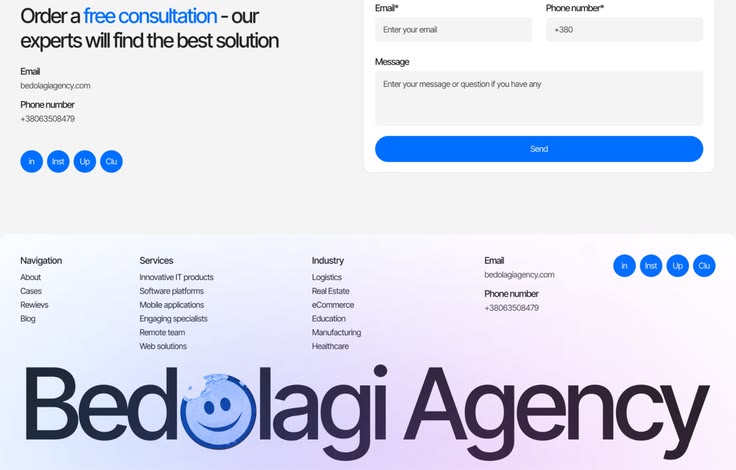 Order a free consultation - our
experts will find the best solution
Email
bedolagiagency.com
Phone number
+38063508479
in Inst Up Clu
Email* Phone number*
Enter your email +380
Message
Enter your message or question if you have any
Send
Navigation
About
Cases
Rewievs
Blog
Services
Innovative IT products
Software platforms
Mobile applications
Engaging specialists
Remote team
Web solutions
Industry
Logistics
Real Estate
eCommerce
Education
Manufacturing
Healthcare
Email
bedolagiagency.com
Phone number
+38063508479
in Inst Up Clu
Bedolagi Agency